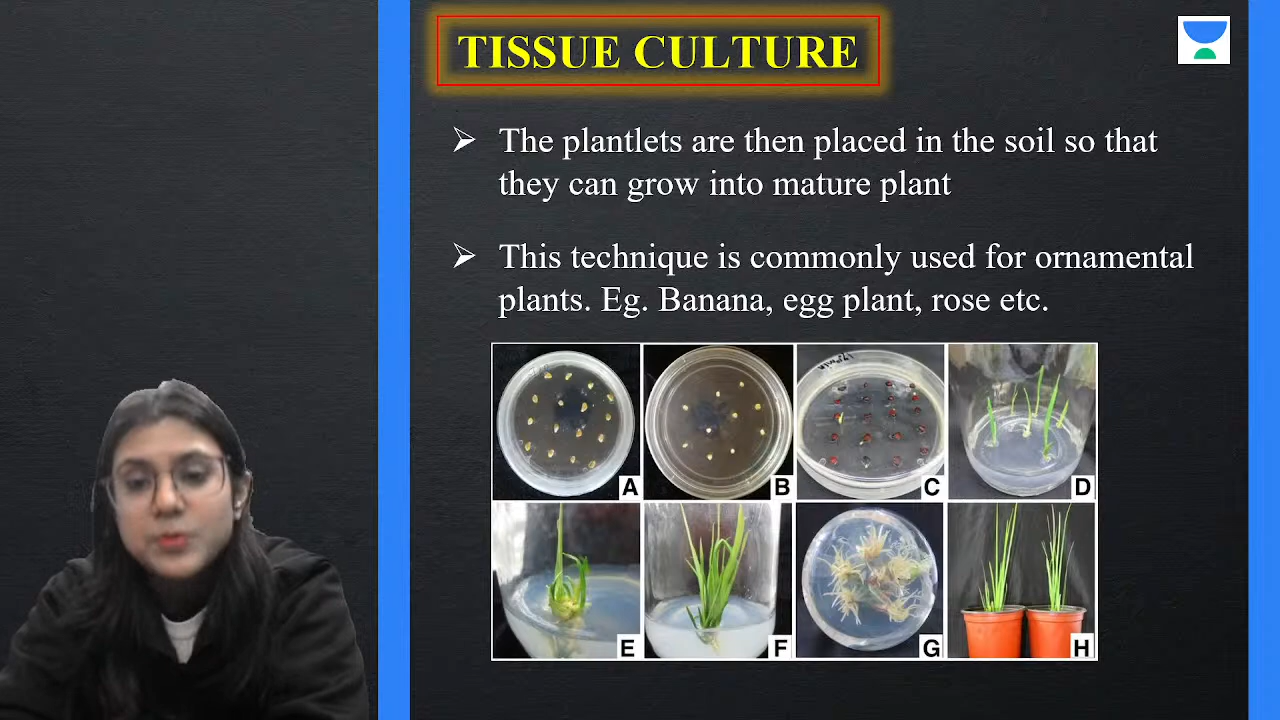 TISSUE CULTURE
➢ The plantlets are then placed in the soil so that
they can grow into mature plant
➢ This technique is commonly used for ornamental
plants. Eg. Banana, egg plant, rose etc.
A B C D
E F G H